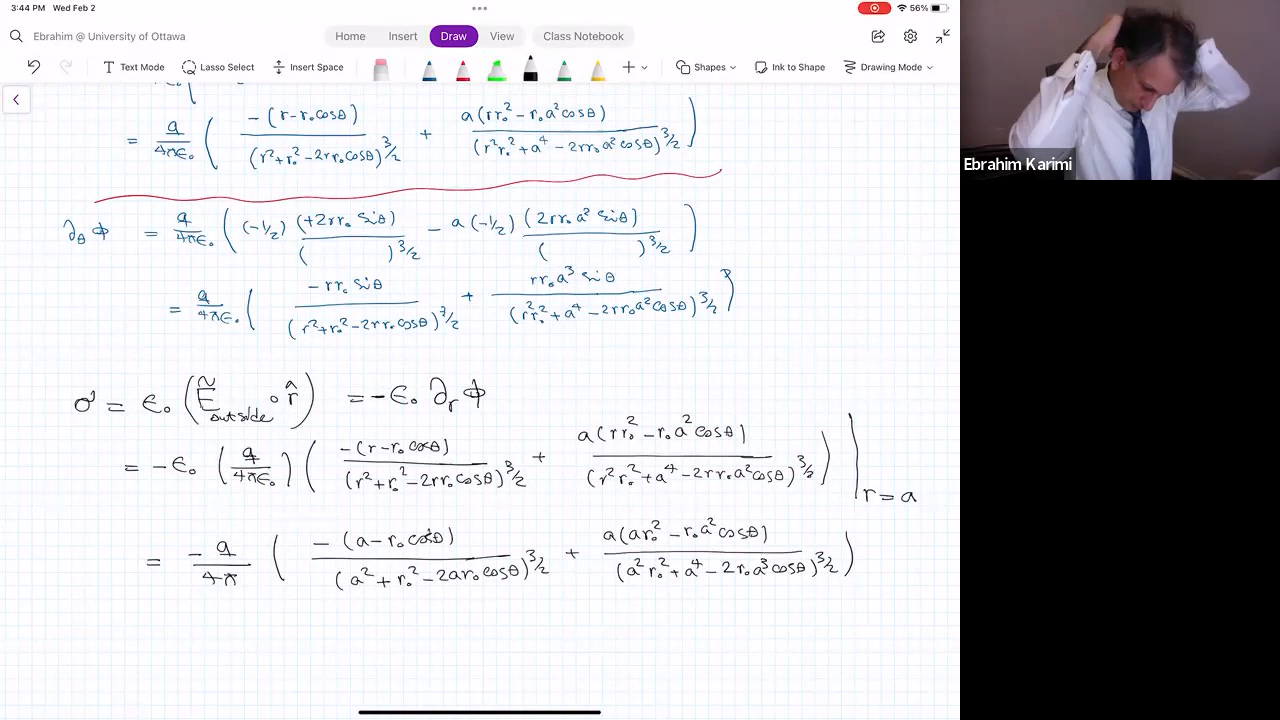 3:44 PM Wed Feb 2
56%
Ebrahim @ University of Ottawa
Home Insert Draw View Class Notebook
Text Mode Lasso Select Insert Space Shapes Ink to Shape Drawing Mode
= q/4πε₀ ( -(r-r₀cosθ)/(r²+r₀²-2rr₀cosθ)^3/2 + a(rr₀²-r₀a²cosθ)/(r²r₀²+a⁴-2rr₀a²cosθ)^3/2 )
∂θ Φ = q/4πε₀ ( (-1/2) (+2rr₀ sinθ)/( )^3/2 - a(-1/2) (2rr₀a² sinθ)/( )^3/2 )
= q/4πε₀ ( -rr₀ sinθ/(r²+r₀²-2rr₀cosθ)^3/2 + rr₀a³ sinθ/(r²r₀²+a⁴-2rr₀a²cosθ)^3/2 )
σ = ε₀ (Ẽoutside ∘ r̂) = -ε₀ ∂r Φ
= -ε₀ (q/4πε₀) ( -(r-r₀cosθ)/(r²+r₀²-2rr₀cosθ)^3/2 + a(rr₀²-r₀a²cosθ)/(r²r₀²+a⁴-2rr₀a²cosθ)^3/2 ) | r=a
= -q/4π ( -(a-r₀cosθ)/(a²+r₀²-2ar₀cosθ)^3/2 + a(ar₀²-r₀a²cosθ)/(a²r₀²+a⁴-2r₀a³cosθ)^3/2 )
Ebrahim Karimi